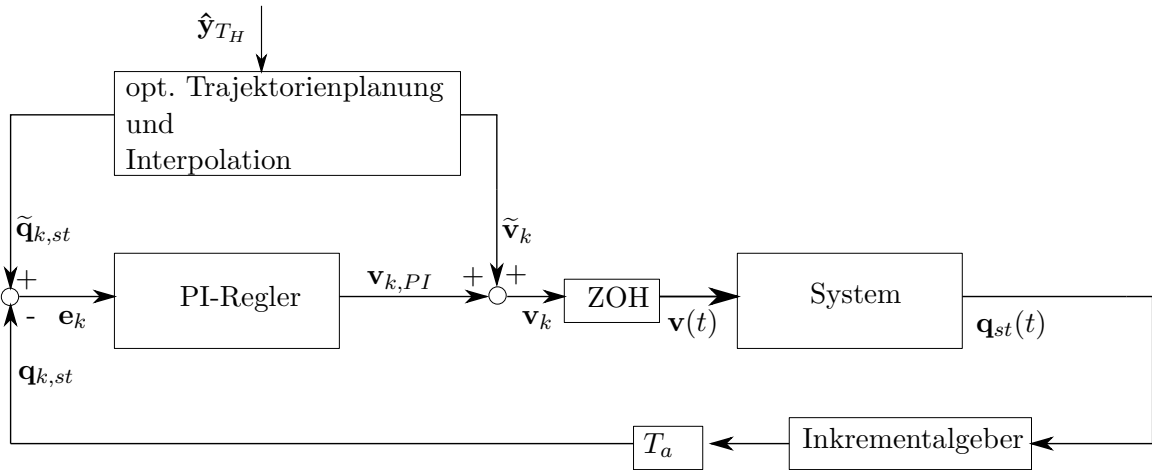 ŷ_{T_H}
opt. Trajektorienplanung
und
Interpolation
q̃_{k,st}
ṽ_k
+
PI-Regler
v_{k,PI}
+
+
ZOH
System
-
e_k
v_k
v(t)
q_{st}(t)
q_{k,st}
T_a
Inkrementalgeber